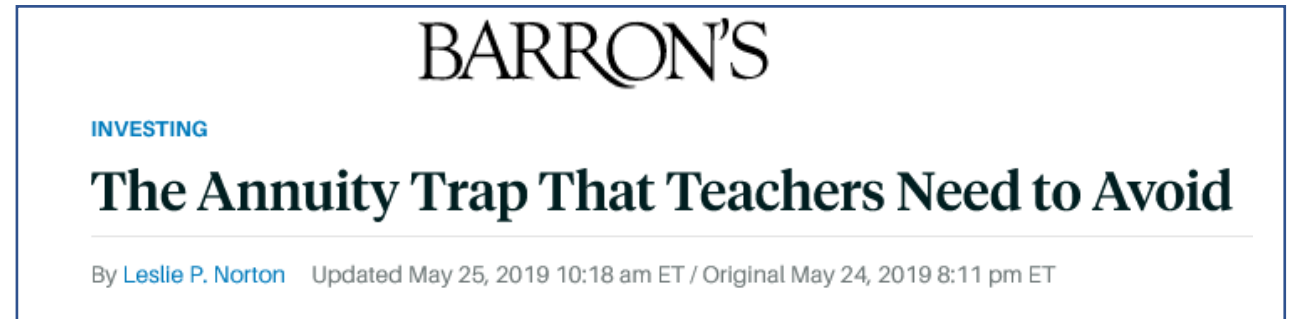 BARRON'S
INVESTING
The Annuity Trap That Teachers Need to Avoid
By Leslie P. Norton Updated May 25, 2019 10:18 am ET / Original May 24, 2019 8:11 pm ET